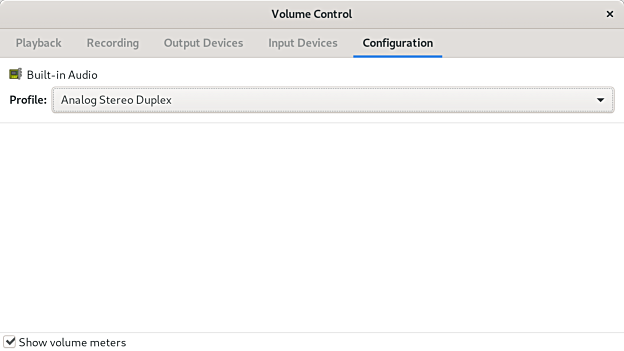 Volume Control
Playback Recording Output Devices Input Devices Configuration
Built-in Audio
Profile: Analog Stereo Duplex
Show volume meters